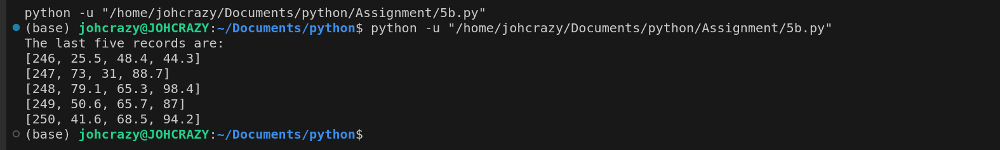 python -u "/home/johcrazy/Documents/python/Assignment/5b.py"
(base) johcrazy@JOHCRAZY:~/Documents/python$ python -u "/home/johcrazy/Documents/python/Assignment/5b.py"
The last five records are:
[246, 25.5, 48.4, 44.3]
[247, 73, 31, 88.7]
[248, 79.1, 65.3, 98.4]
[249, 50.6, 65.7, 87]
[250, 41.6, 68.5, 94.2]
(base) johcrazy@JOHCRAZY:~/Documents/python$